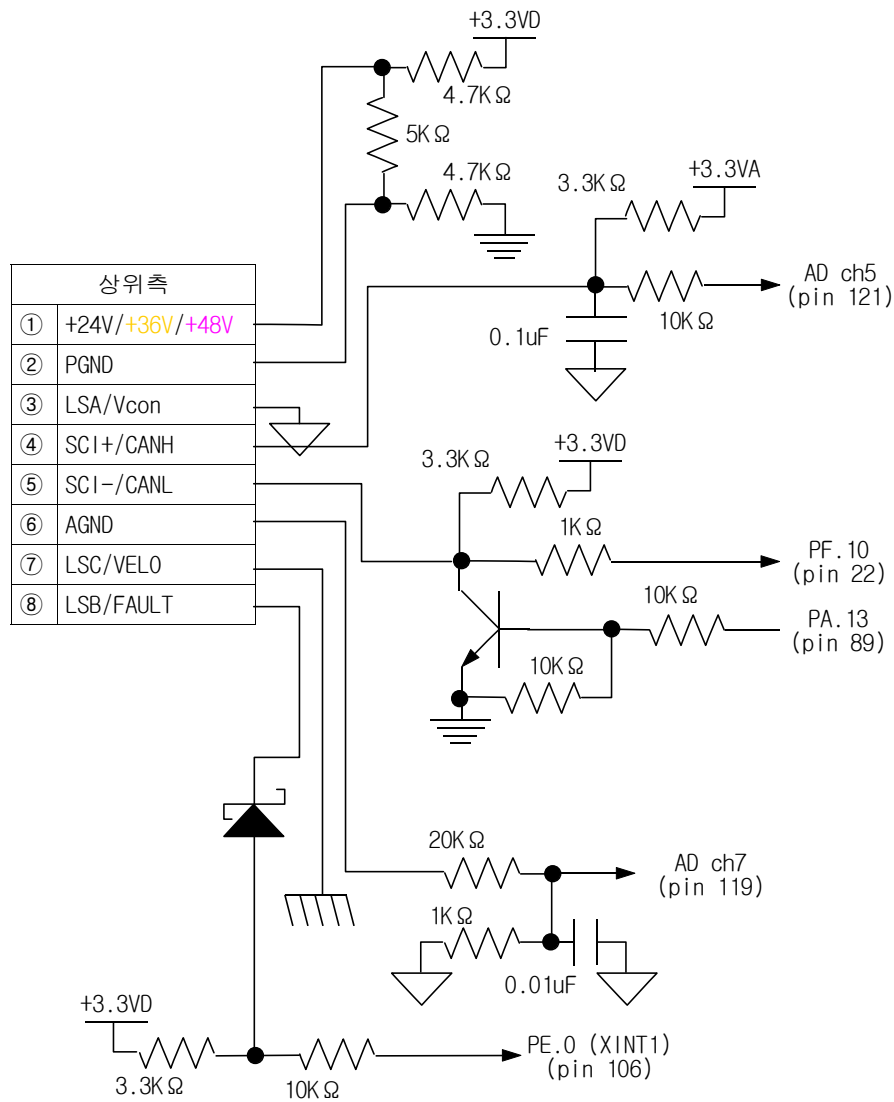 +3.3VD
4.7KΩ
5KΩ
4.7KΩ
3.3KΩ
+3.3VA
AD ch5
(pin 121)
10KΩ
0.1uF
상위측
① +24V/+36V/+48V
② PGND
③ LSA/Vcon
④ SCI+/CANH
⑤ SCI-/CANL
⑥ AGND
⑦ LSC/VELO
⑧ LSB/FAULT
3.3KΩ
+3.3VD
1KΩ
PF.10
(pin 22)
10KΩ
PA.13
(pin 89)
10KΩ
20KΩ
AD ch7
(pin 119)
1KΩ
0.01uF
+3.3VD
3.3KΩ
10KΩ
PE.0 (XINT1)
(pin 106)